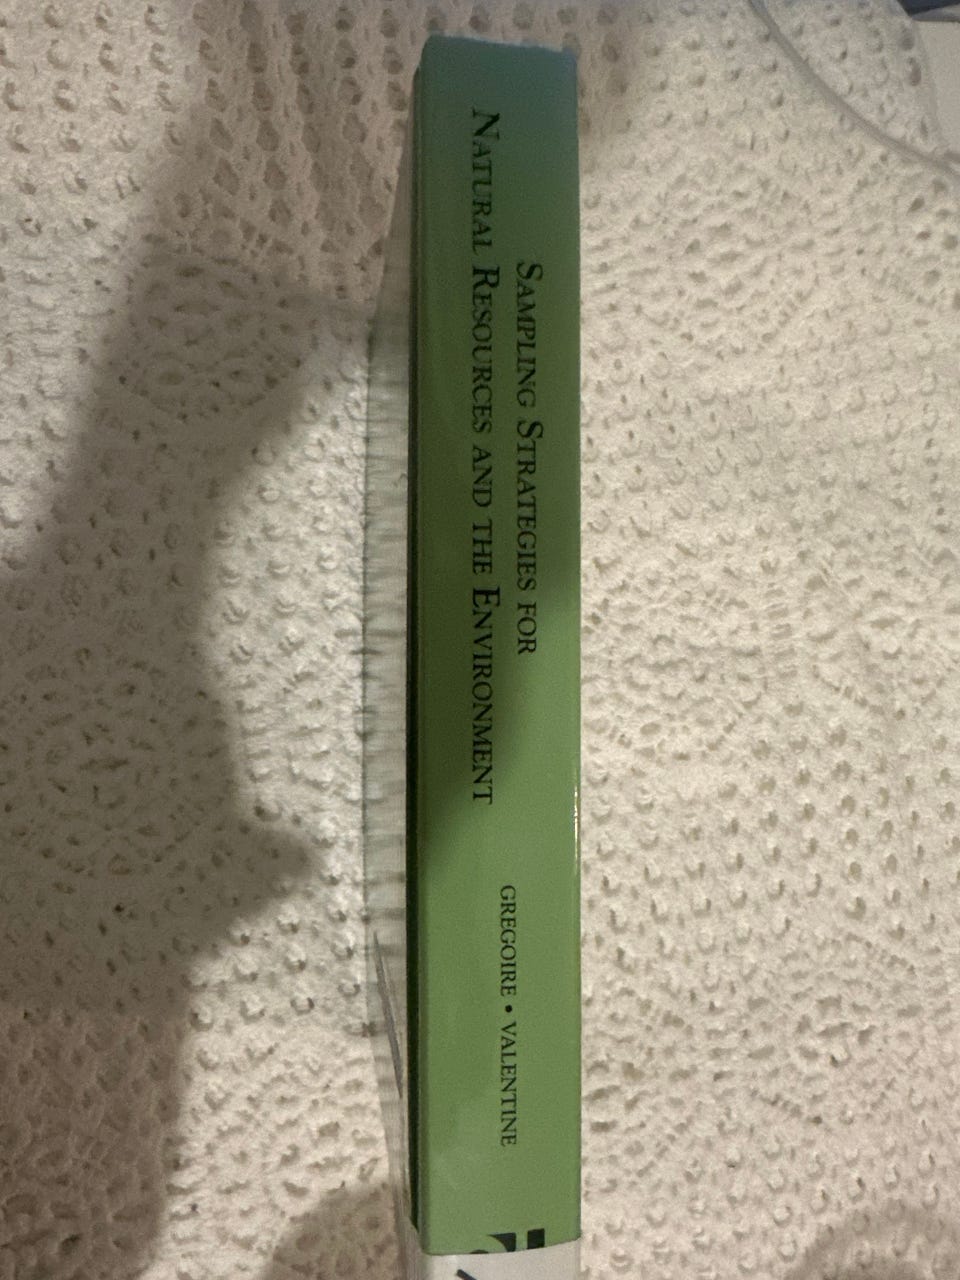 SAMPLING STRATEGIES FOR
NATURAL RESOURCES AND THE ENVIRONMENT
GREGOIRE • VALENTINE